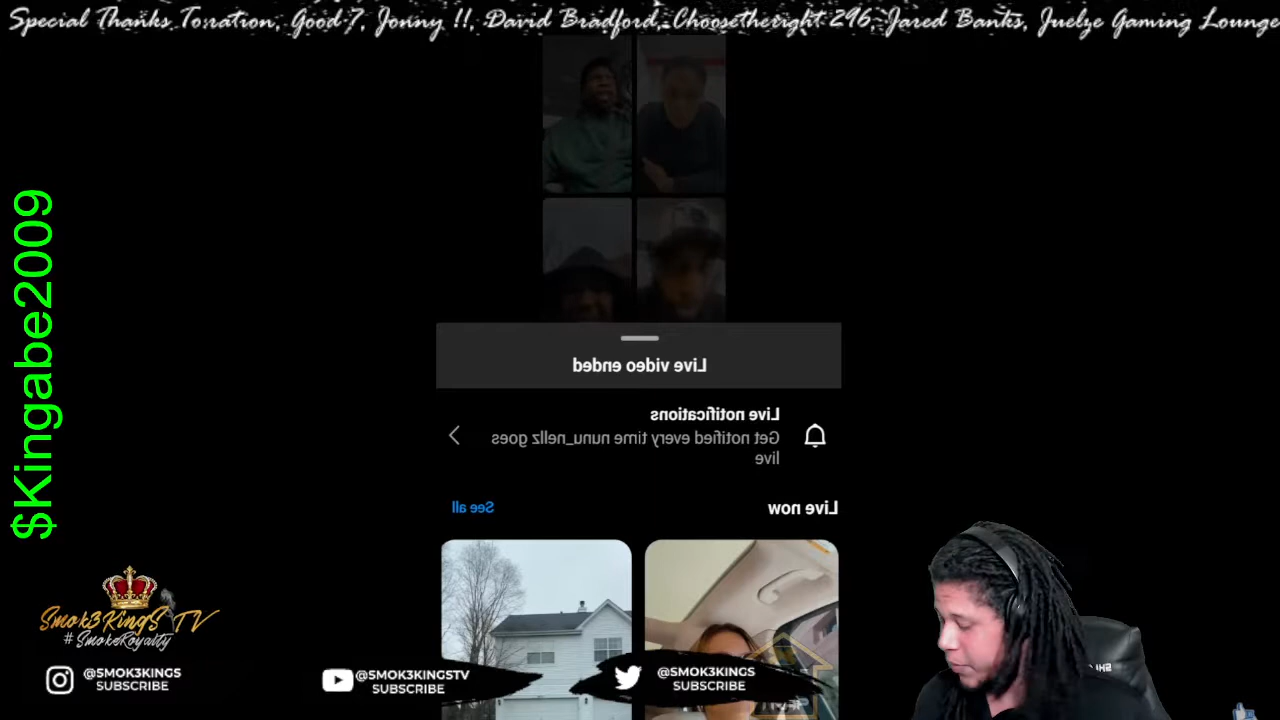 Special Thanks To:ration, Good 7, Jonny !!, David Bradford, Choosetheright 296, Jared Banks, Juelze Gaming Lounge
$Kingabe2009
Live video ended
Live notifications
Get notified every time nunu_nellz goes
live
Live now
See all
Smok3KingS TV
#SmokeRoyalty
@SMOK3KINGS
SUBSCRIBE
@SMOK3KINGSTV
SUBSCRIBE
@SMOK3KINGS
SUBSCRIBE